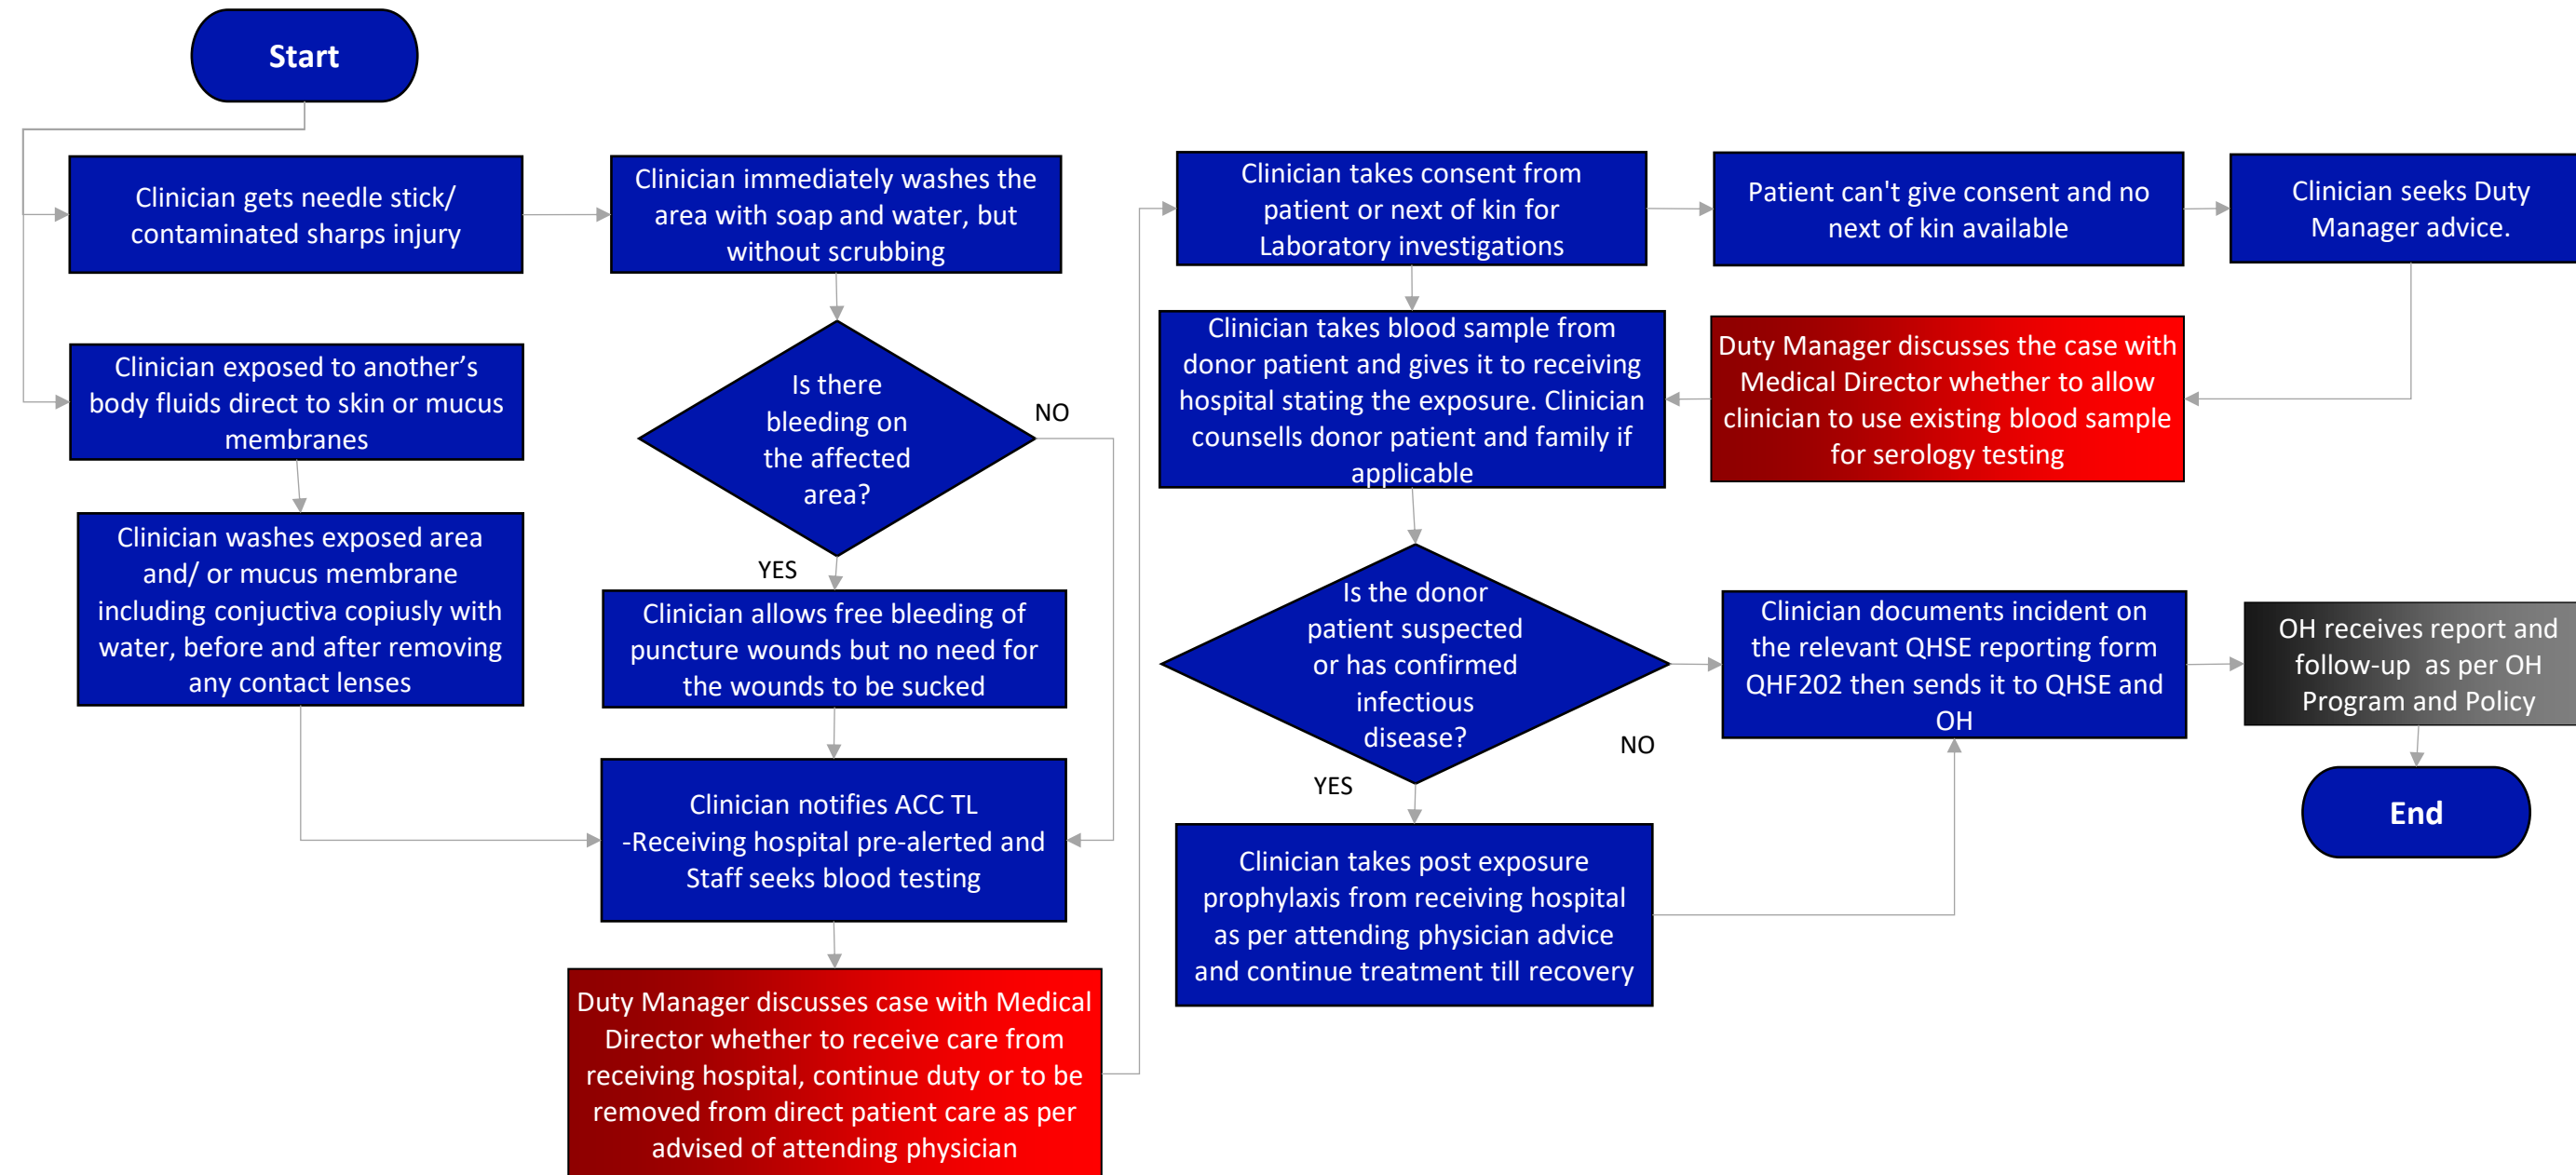 Start
Clinician gets needle stick/
contaminated sharps injury
Clinician exposed to another’s
body fluids direct to skin or mucus
membranes
Clinician washes exposed area
and/ or mucus membrane
including conjuctiva copiusly with
water, before and after removing
any contact lenses
Clinician immediately washes the
area with soap and water, but
without scrubbing
Is there
bleeding on
the affected
area?
NO
YES
Clinician allows free bleeding of
puncture wounds but no need for
the wounds to be sucked
Clinician notifies ACC TL
-Receiving hospital pre-alerted and
Staff seeks blood testing
Duty Manager discusses case with Medical
Director whether to receive care from
receiving hospital, continue duty or to be
removed from direct patient care as per
advised of attending physician
Clinician takes consent from
patient or next of kin for
Laboratory investigations
Patient can't give consent and no
next of kin available
Clinician seeks Duty
Manager advice.
Duty Manager discusses the case with
Medical Director whether to allow
clinician to use existing blood sample
for serology testing
Clinician takes blood sample from
donor patient and gives it to receiving
hospital stating the exposure. Clinician
counsells donor patient and family if
applicable
Is the donor
patient suspected
or has confirmed
infectious
disease?
NO
YES
Clinician takes post exposure
prophylaxis from receiving hospital
as per attending physician advice
and continue treatment till recovery
Clinician documents incident on
the relevant QHSE reporting form
QHF202 then sends it to QHSE and
OH
OH receives report and
follow-up as per OH
Program and Policy
End